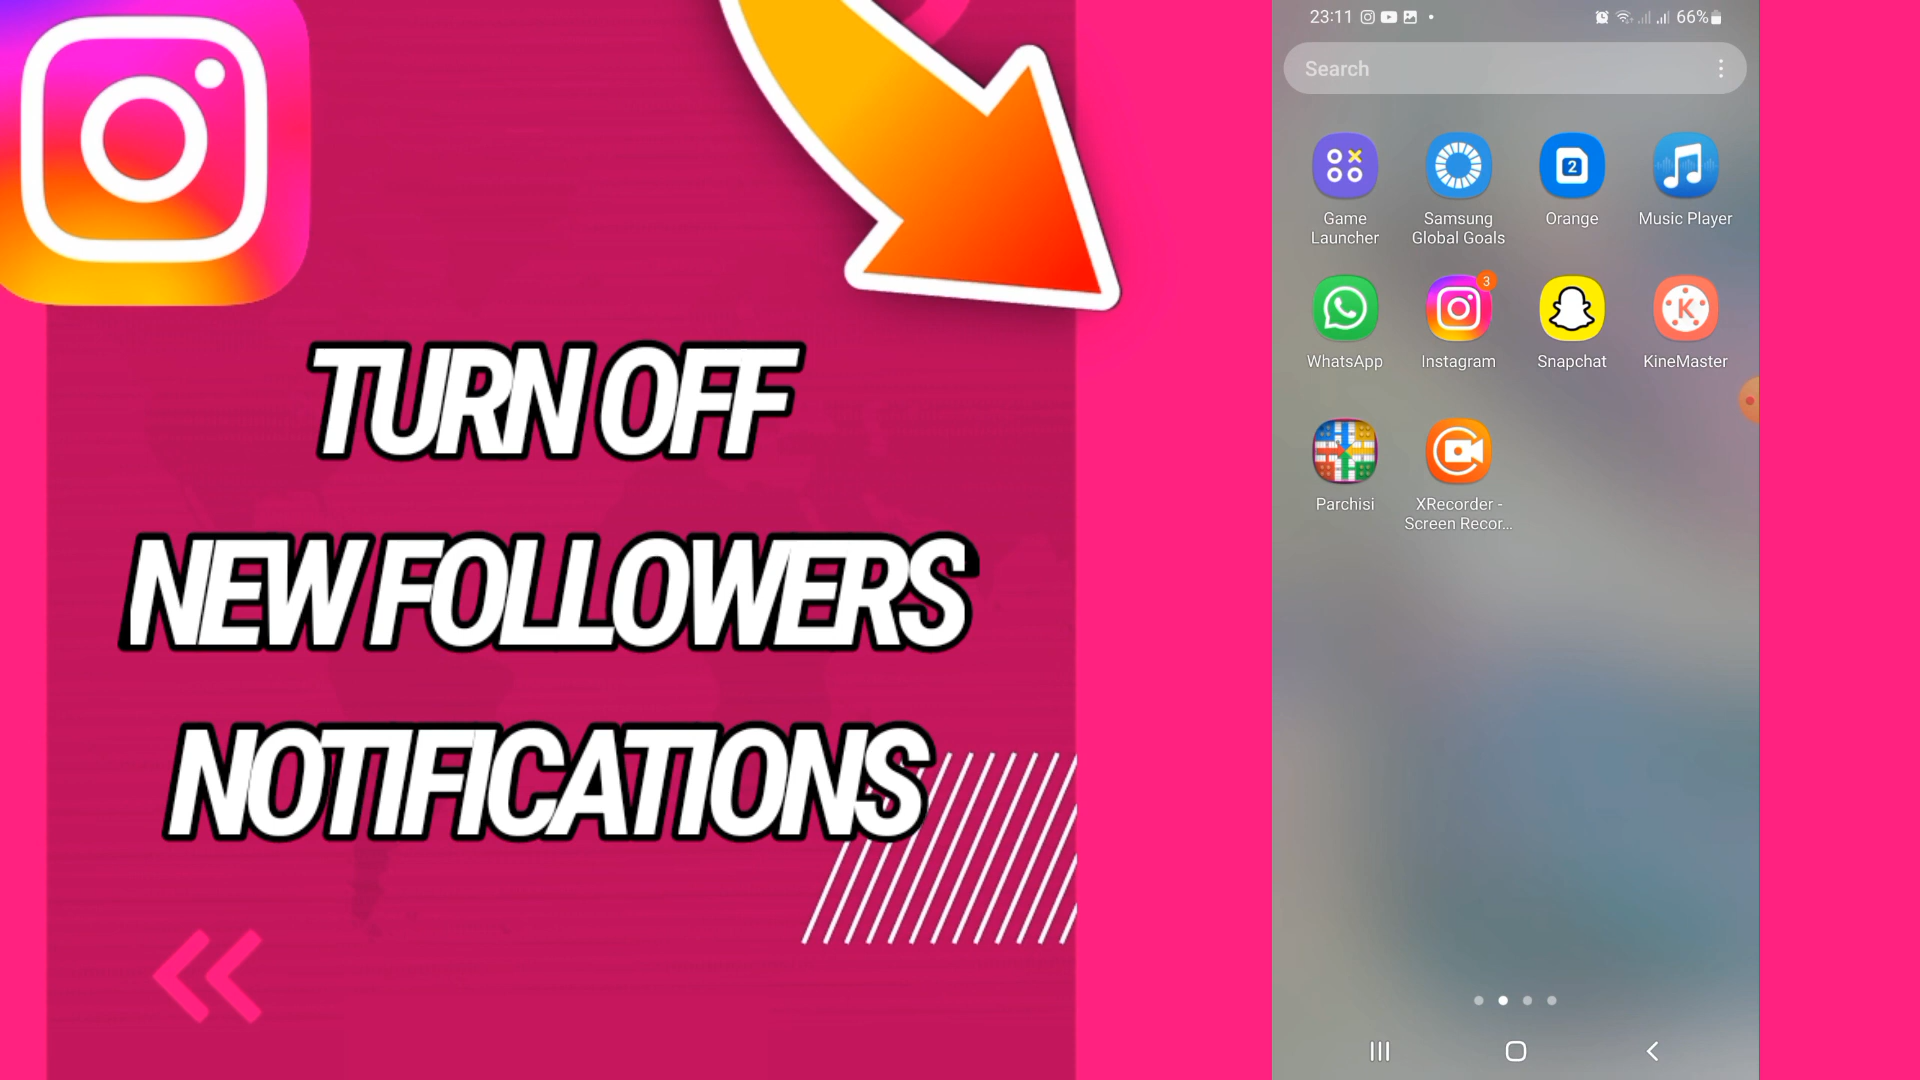 TURN OFF
NEW FOLLOWERS
NOTIFICATIONS
23:11
66%
Search
Game
Launcher
Samsung
Global Goals
2
Orange
Music Player
WhatsApp
3
Instagram
Snapchat
K
KineMaster
Parchisi
XRecorder -
Screen Recor...